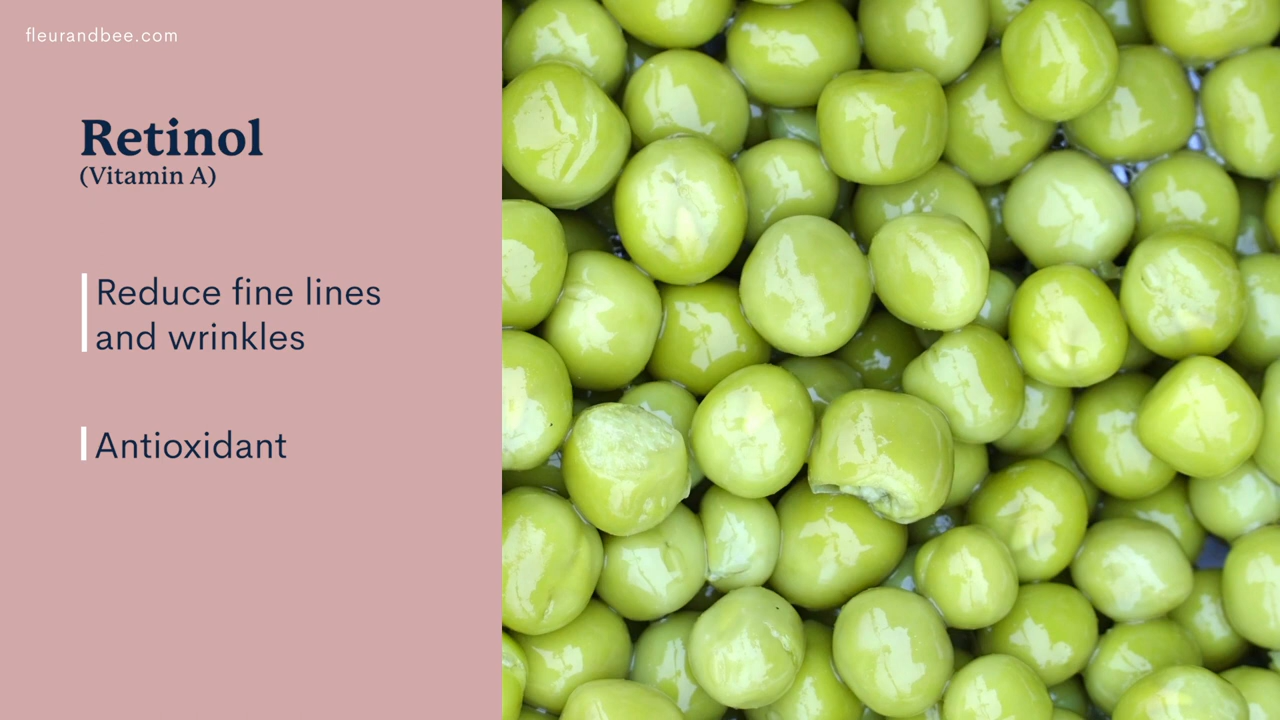 fleurandbee.com
Retinol
(Vitamin A)
Reduce fine lines
and wrinkles
Antioxidant